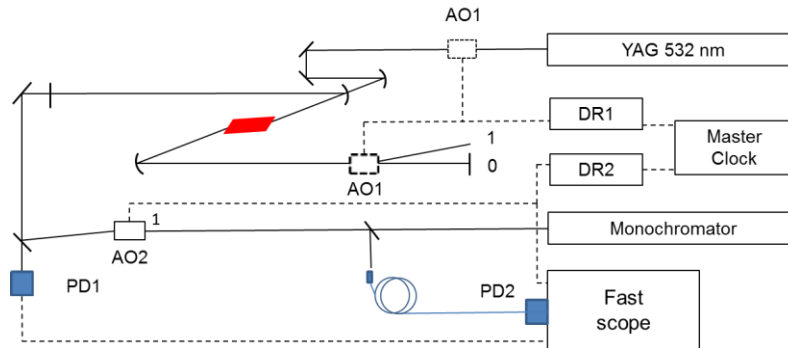 AO1
YAG 532 nm
DR1
Master
Clock
1
0
DR2
AO1
1
AO2
Monochromator
PD1
PD2
Fast
scope